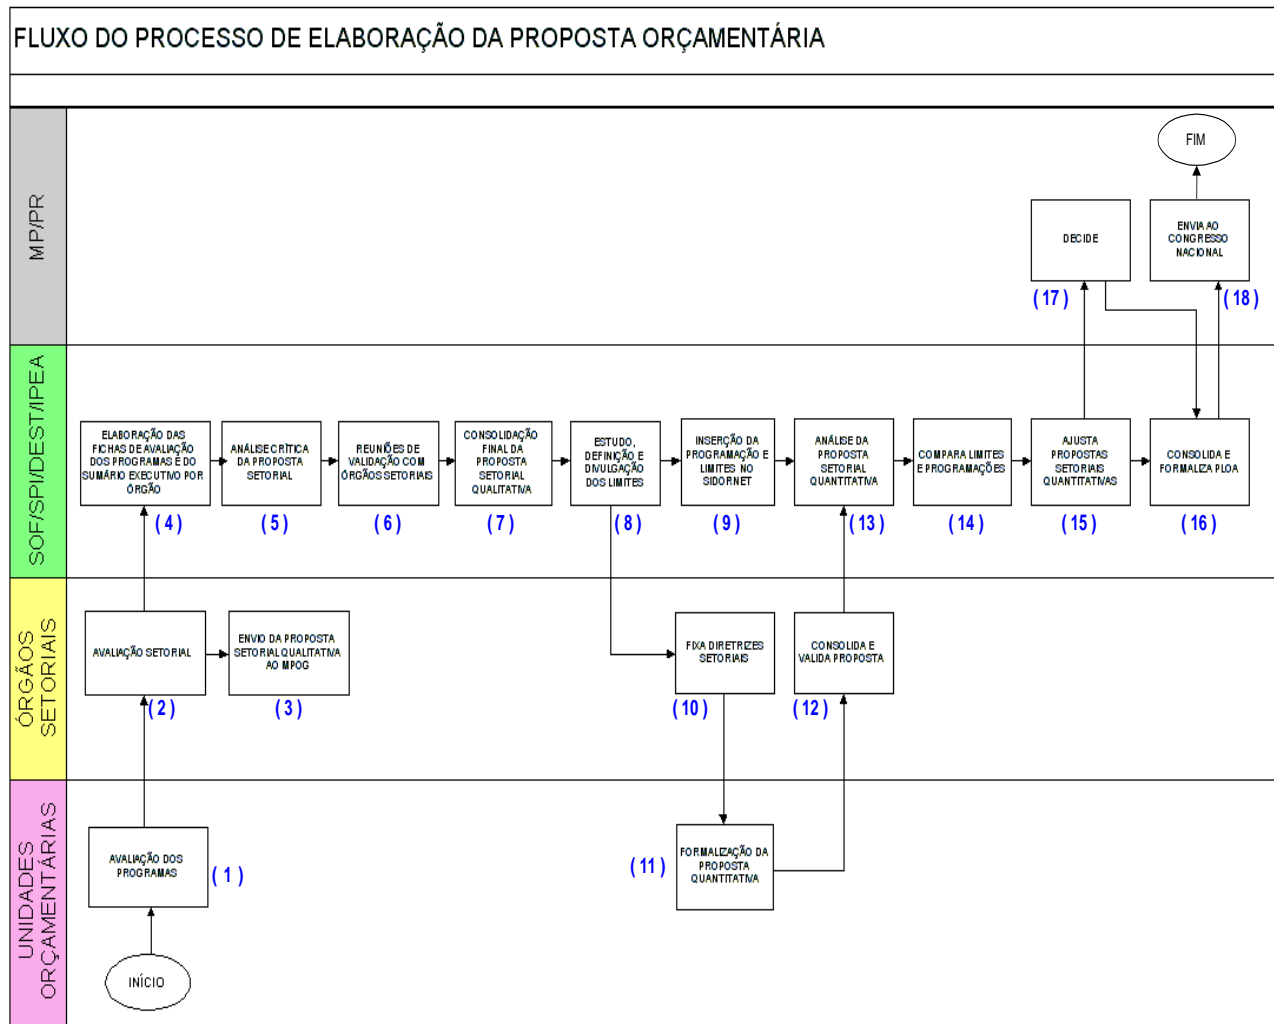 FLUXO DO PROCESSO DE ELABORAÇÃO DA PROPOSTA ORÇAMENTÁRIA
MP/PR
FIM
DECIDE
(17)
ENVIA AO
CONGRESSO
NACIONAL
(18)
SOF/SPI/DEST/IPEA
ELABORAÇÃO DAS
FICHAS DE AVALIAÇÃO
DOS PROGRAMAS E DO
SUMÁRIO EXECUTIVO POR
ÓRGÃO
(4)
ANÁLISE CRÍTICA
DA PROPOSTA
SETORIAL
(5)
REUNIÕES DE
VALIDAÇÃO COM
ÓRGÃOS SETORIAIS
(6)
CONSOLIDAÇÃO
FINAL DA
PROPOSTA
SETORIAL
QUALITATIVA
(7)
ESTUDO,
DEFINIÇÃO E
DIVULGAÇÃO
DOS LIMITES
(8)
INSERÇÃO DA
PROGRAMAÇÃO E
LIMITES NO
SIDORNET
(9)
ANÁLISE DA
PROPOSTA
SETORIAL
QUANTITATIVA
(13)
COMPARA LIMITES
E PROGRAMAÇÕES
(14)
AJUSTA
PROPOSTAS
SETORIAIS
QUANTITATIVAS
(15)
CONSOLIDA E
FORMALIZA PLOA
(16)
ÓRGÃOS
SETORIAIS
AVALIAÇÃO SETORIAL
(2)
ENVIO DA PROPOSTA
SETORIAL QUALITATIVA
AO MPOG
(3)
FIXA DIRETRIZES
SETORIAIS
(10)
CONSOLIDA E
VALIDA PROPOSTA
(12)
UNIDADES
ORÇAMENTÁRIAS
AVALIAÇÃO DOS
PROGRAMAS
(1)
(11)
FORMALIZAÇÃO DA
PROPOSTA
QUANTITATIVA
INÍCIO